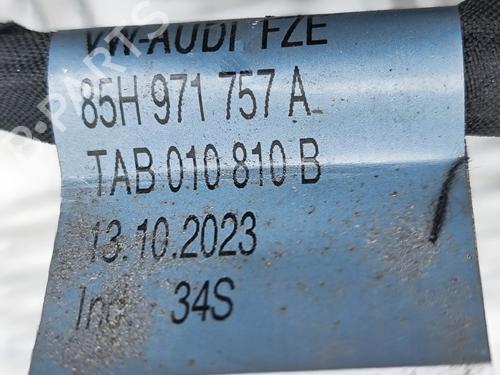 VW-AUDI FZE
85H 971 757 A
TAB 010 810 B
13.10.2023
Ind. 34S